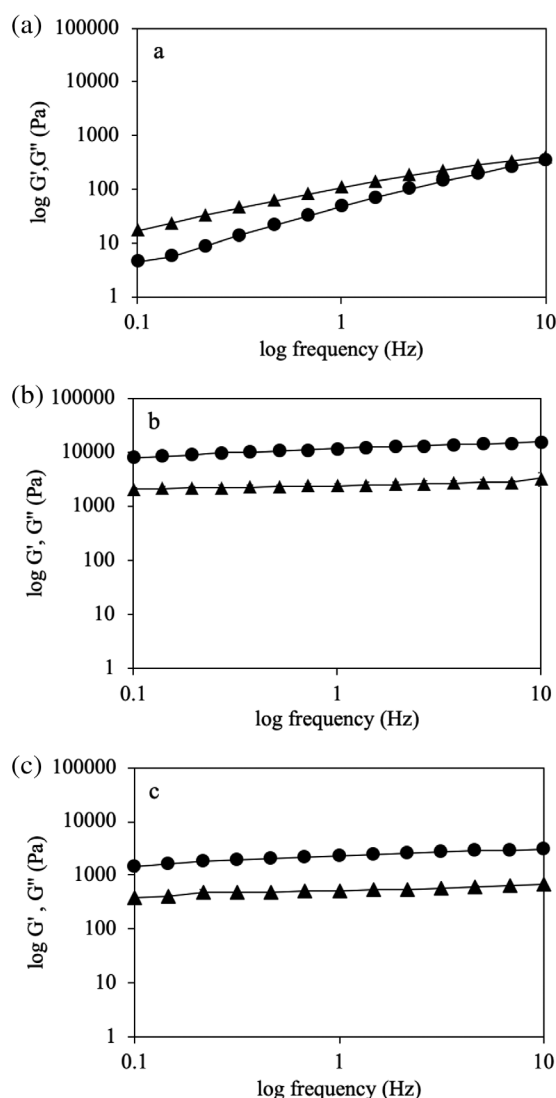 (a)
a
100000
10000
1000
100
10
1
log G',G" (Pa)
0.1
1
10
log frequency (Hz)
(b)
b
100000
10000
1000
100
10
1
log G', G" (Pa)
0.1
1
10
log frequency (Hz)
(c)
c
100000
10000
1000
100
10
1
log G' , G" (Pa)
0.1
1
10
log frequency (Hz)